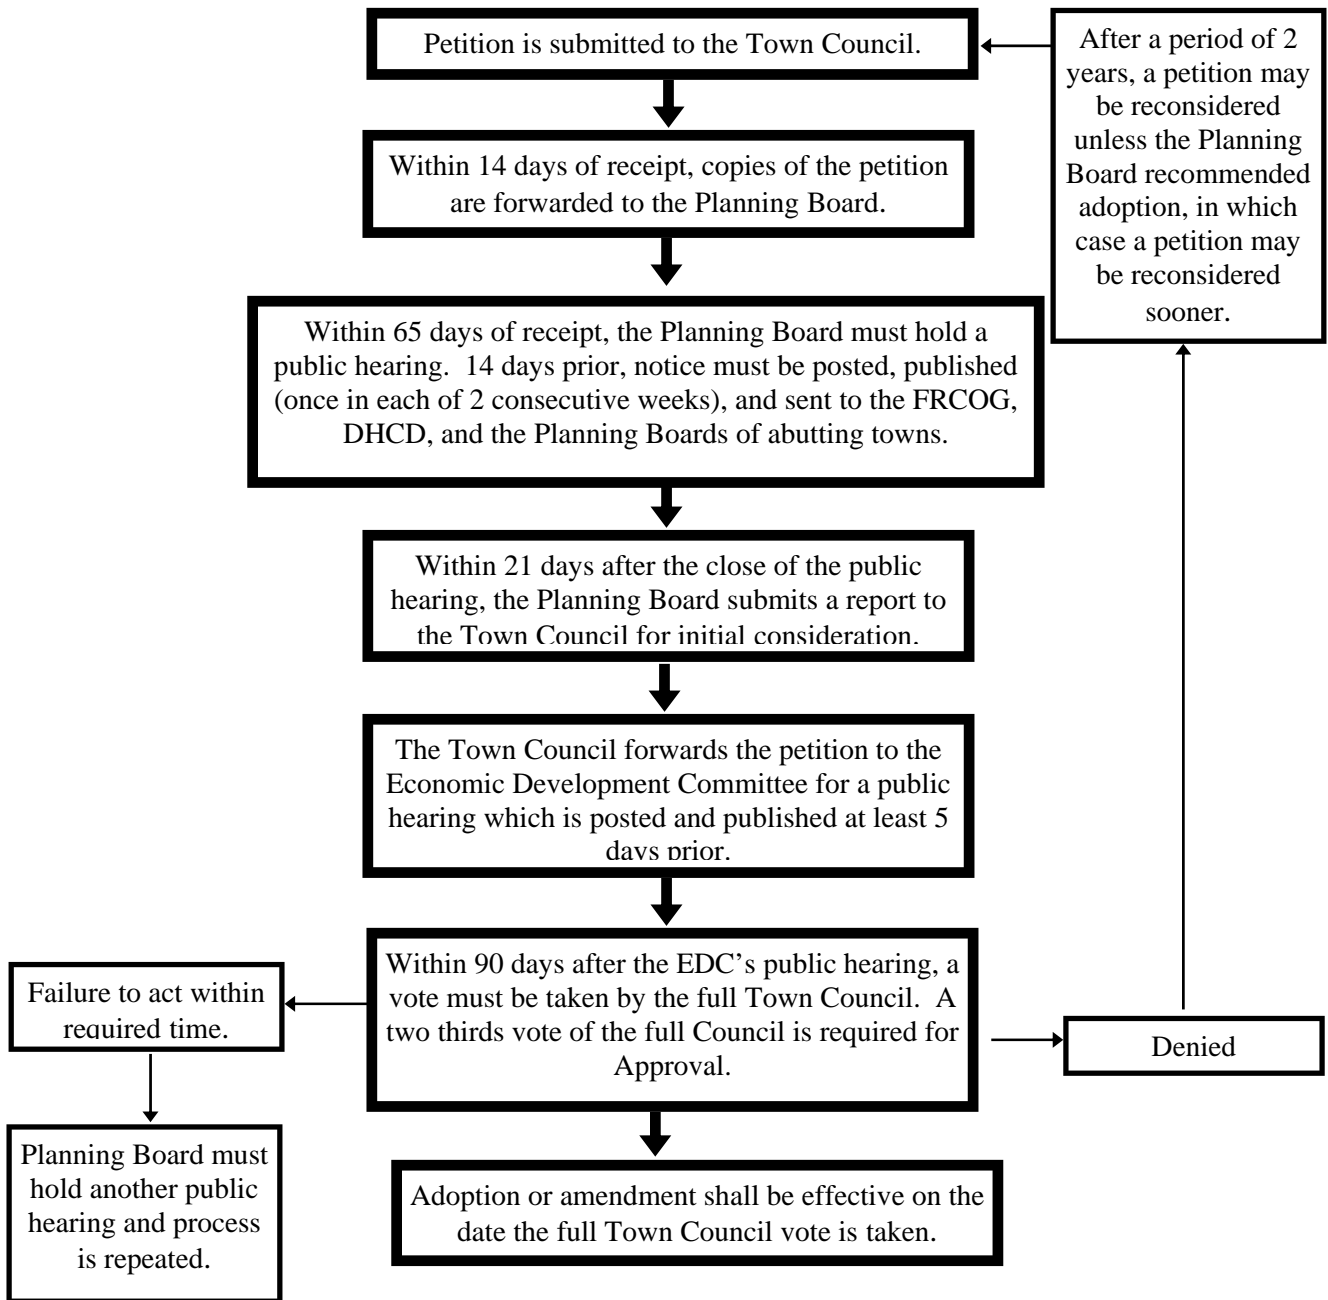 Petition is submitted to the Town Council.
After a period of 2
years, a petition may
be reconsidered
unless the Planning
Board recommended
adoption, in which
case a petition may
be reconsidered
sooner.
Within 14 days of receipt, copies of the petition
are forwarded to the Planning Board.
Within 65 days of receipt, the Planning Board must hold a
public hearing.  14 days prior, notice must be posted, published
(once in each of 2 consecutive weeks), and sent to the FRCOG,
DHCD, and the Planning Boards of abutting towns.
Within 21 days after the close of the public
hearing, the Planning Board submits a report to
the Town Council for initial consideration.
The Town Council forwards the petition to the
Economic Development Committee for a public
hearing which is posted and published at least 5
days prior.
Within 90 days after the EDC’s public hearing, a
vote must be taken by the full Town Council.  A
two thirds vote of the full Council is required for
Approval.
Failure to act within
required time.
Denied
Planning Board must
hold another public
hearing and process
is repeated.
Adoption or amendment shall be effective on the
date the full Town Council vote is taken.